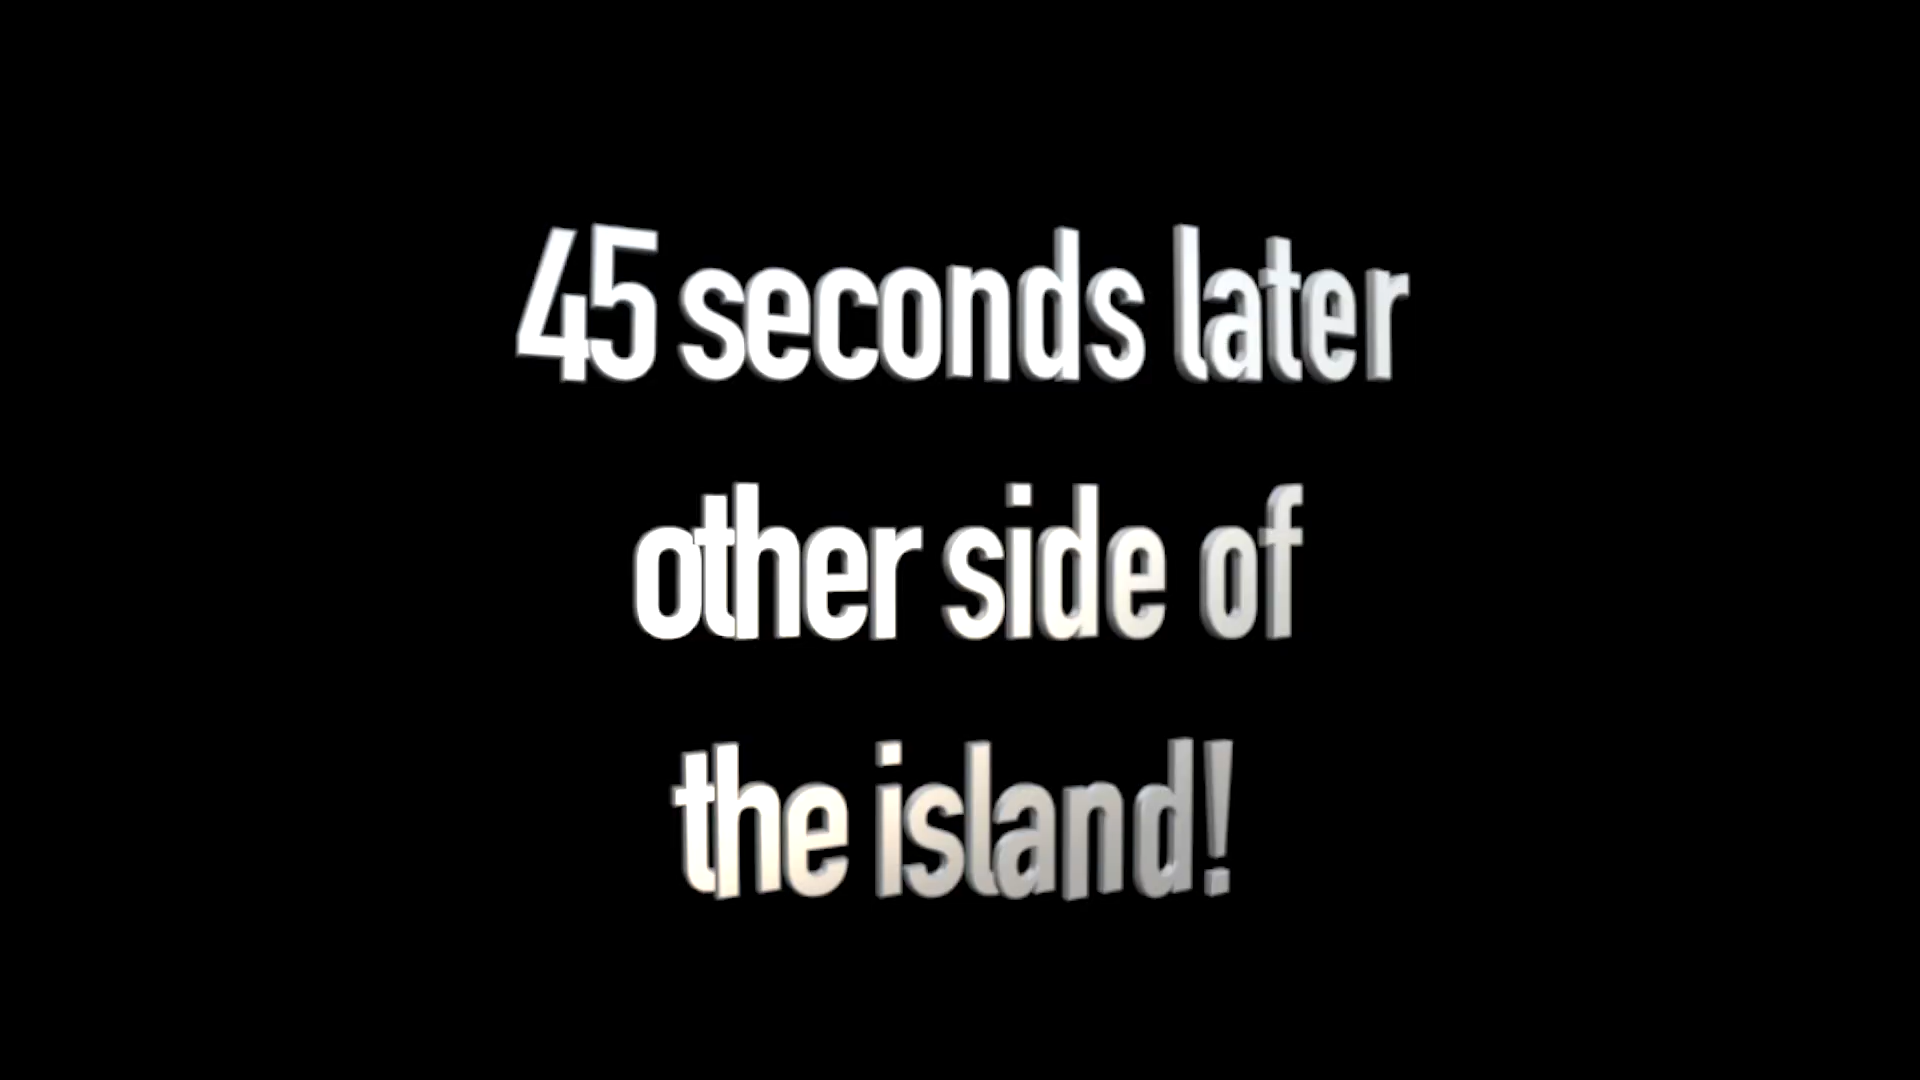 45 seconds later
other side of
the island!